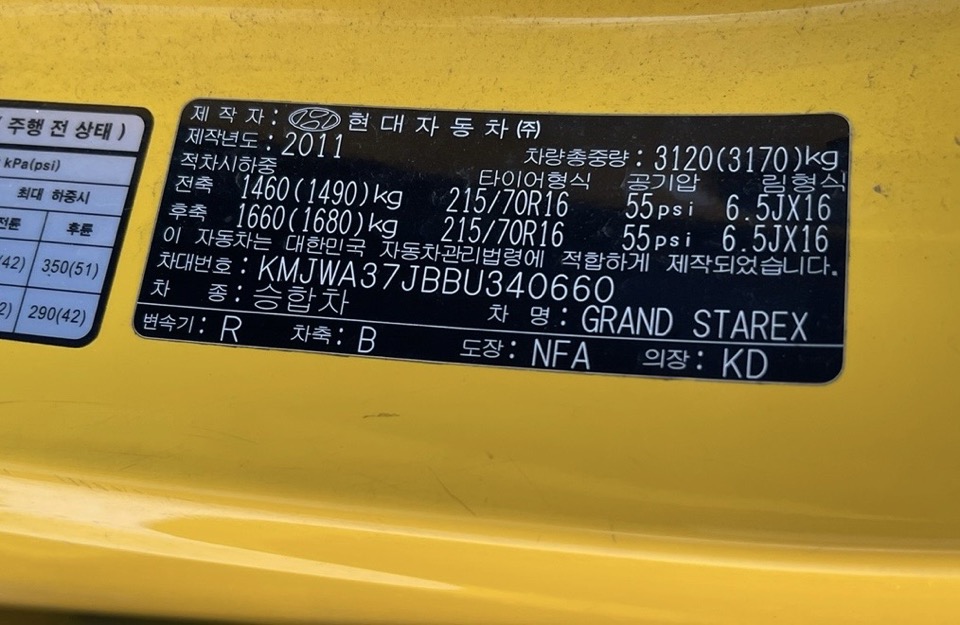 주행 전 상태 )
kPa(psi)
최대 하중시
전륜 후륜
42) 350(51)
2) 290(42)
제 작 자 : 현대자동차(주)
제작년도 : 2011 차량총중량 : 3120(3170)kg
적차시하중 타이어형식 공기압 림형식
전축 1460(1490)kg 215/70R16 55psi 6.5JX16
후축 1660(1680)kg 215/70R16 55psi 6.5JX16
이 자동차는 대한민국 자동차관리법령에 적합하게 제작되었습니다.
차대번호 : KMJWA37JBBU340660
차 종 : 승합차 차 명 : GRAND STAREX
변속기 : R 차축 : B 도장 : NFA 의장 : KD